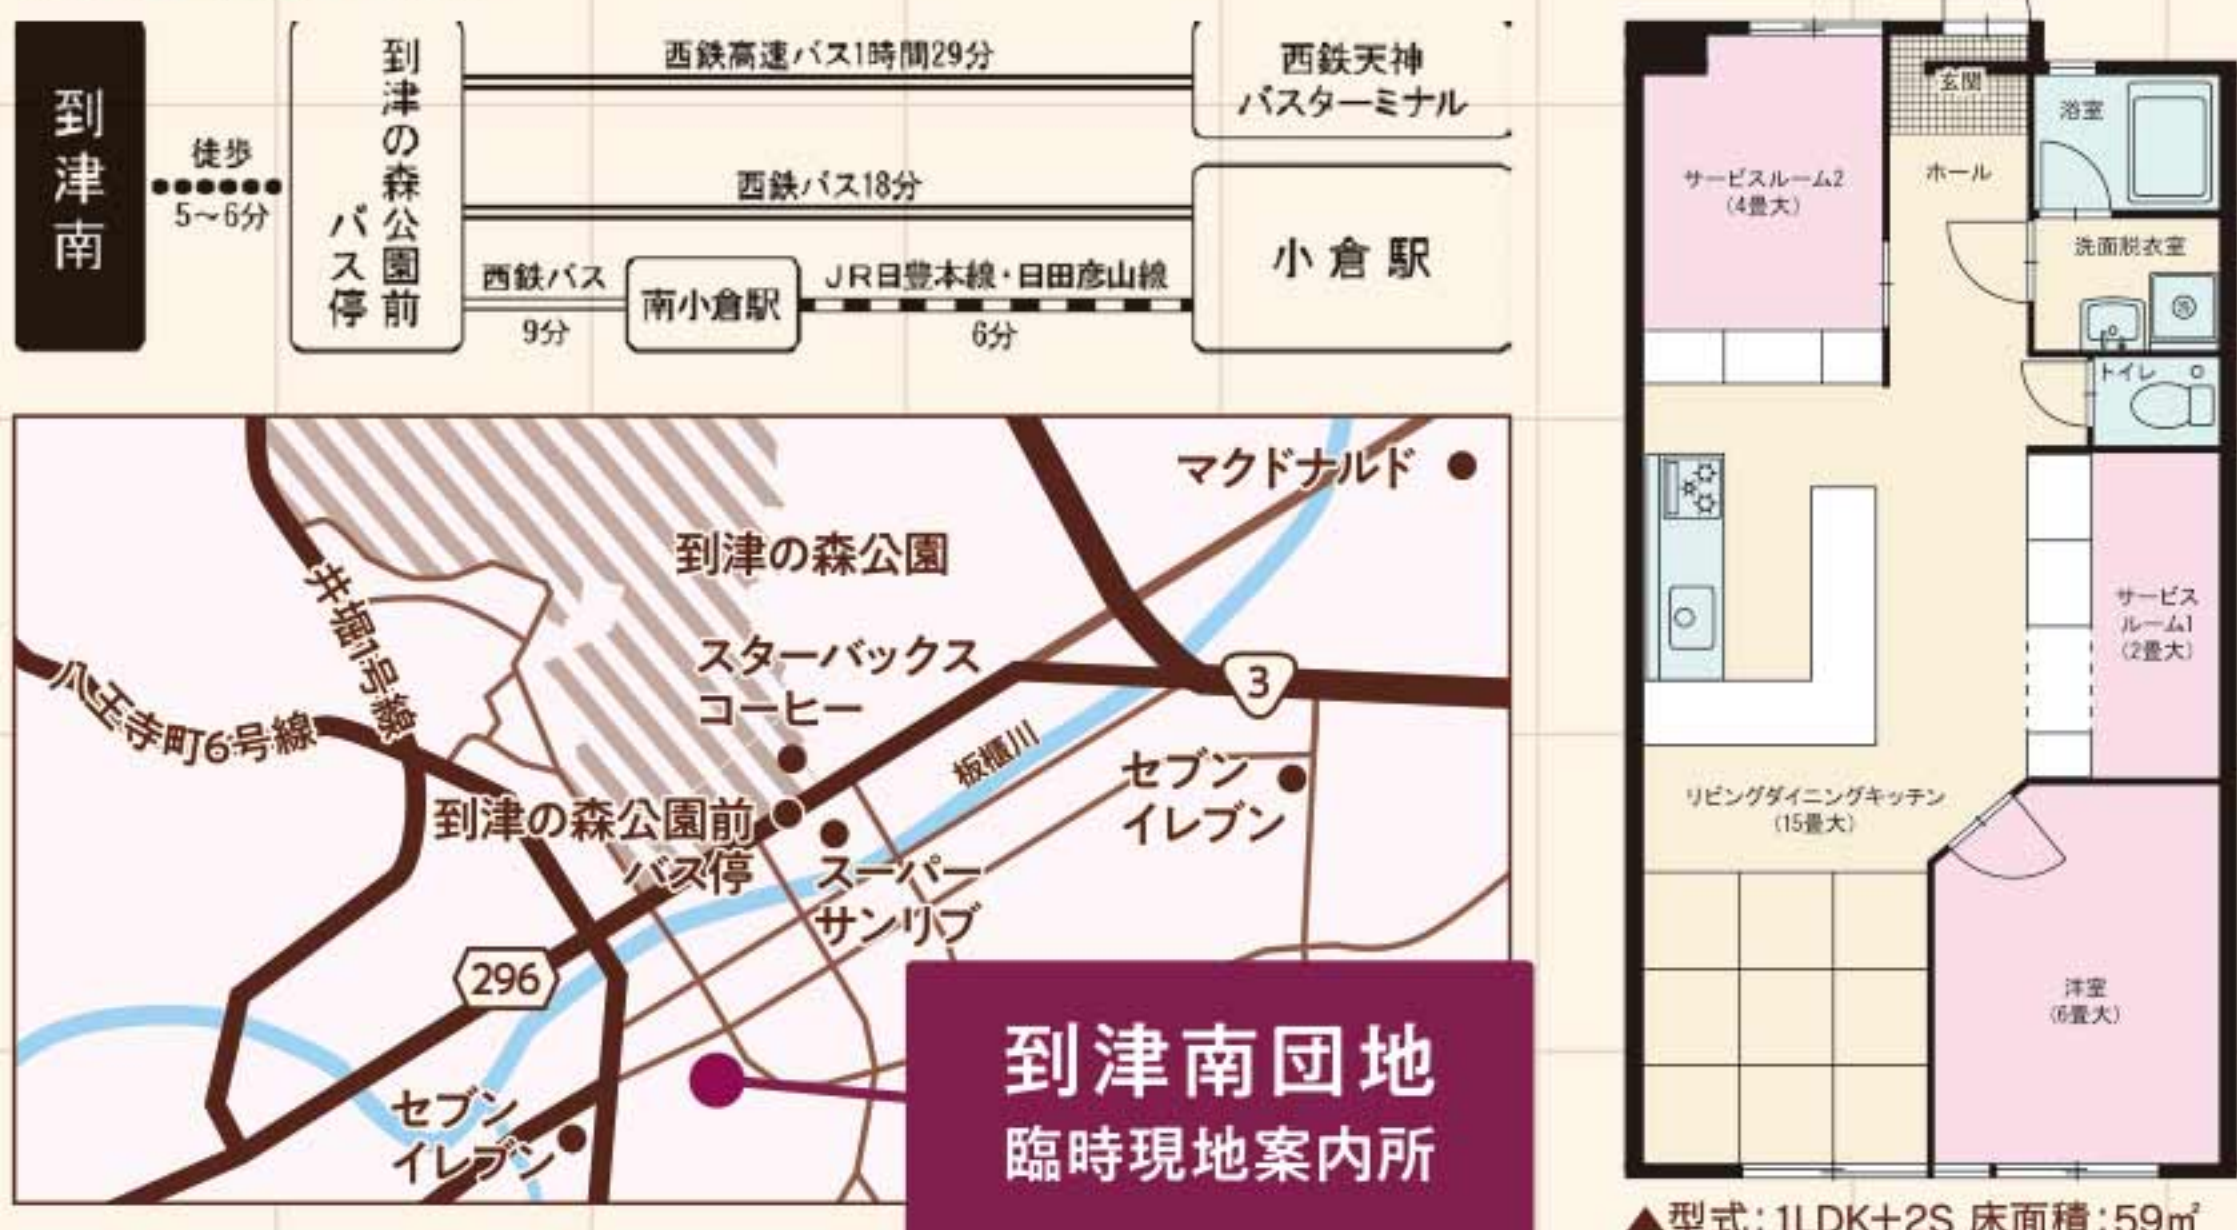 到津南
徒歩
5〜6分
到津の森公園前
バス停
西鉄高速バス1時間29分
西鉄天神
バスターミナル
西鉄バス18分
小倉駅
西鉄バス
9分
南小倉駅
JR日豊本線・日田彦山線
6分
マクドナルド
到津の森公園
井堀1号線
スターバックス
コーヒー
3
八王寺町6号線
板櫃川
セブン
イレブン
到津の森公園前
バス停
スーパー
サンリブ
296
セブン
イレブン
到津南団地
臨時現地案内所
玄関
浴室
サービスルーム2
(4畳大)
ホール
洗面脱衣室
洗
トイレ
サービス
ルーム1
(2畳大)
リビングダイニングキッチン
(15畳大)
洋室
(6畳大)
▲型式:1LDK+2S 床面積:59㎡